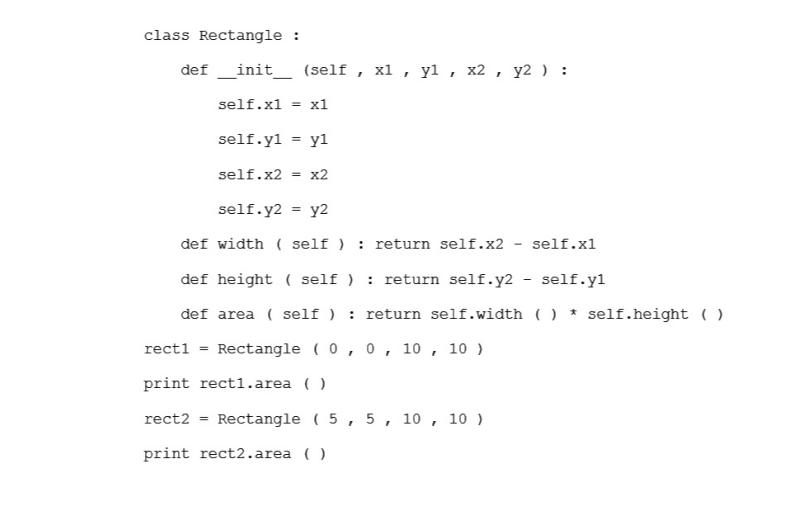 class Rectangle :
def __init__ (self , x1 , y1 , x2 , y2 ) :
self.x1 = x1
self.y1 = y1
self.x2 = x2
self.y2 = y2
def width ( self ) : return self.x2 - self.x1
def height ( self ) : return self.y2 - self.y1
def area ( self ) : return self.width ( ) * self.height ( )
rect1 = Rectangle ( 0 , 0 , 10 , 10 )
print rect1.area ( )
rect2 = Rectangle ( 5 , 5 , 10 , 10 )
print rect2.area ( )